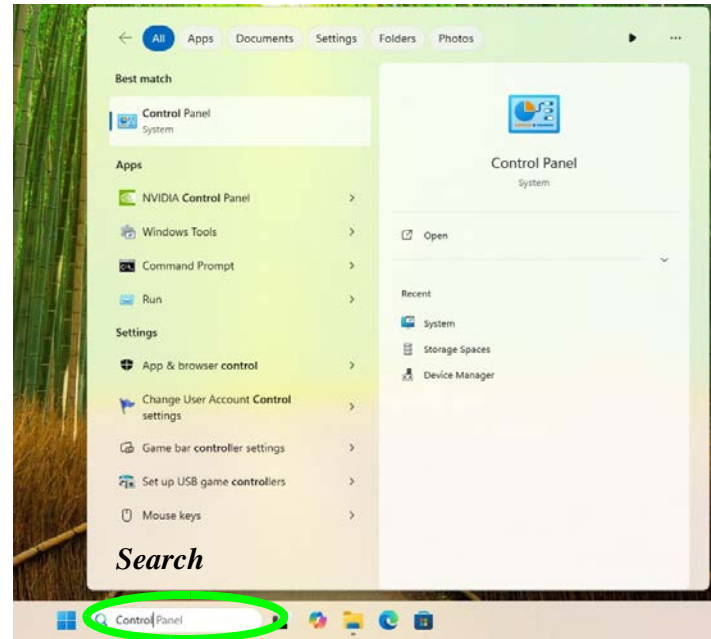 All Apps Documents Settings Folders Photos
Best match
Control Panel
System
Apps
NVIDIA Control Panel
Windows Tools
Command Prompt
Run
Settings
App & browser control
Change User Account Control
settings
Game bar controller settings
Set up USB game controllers
Mouse keys
Control Panel
System
Open
Recent
System
Storage Spaces
Device Manager
Search
Control Panel